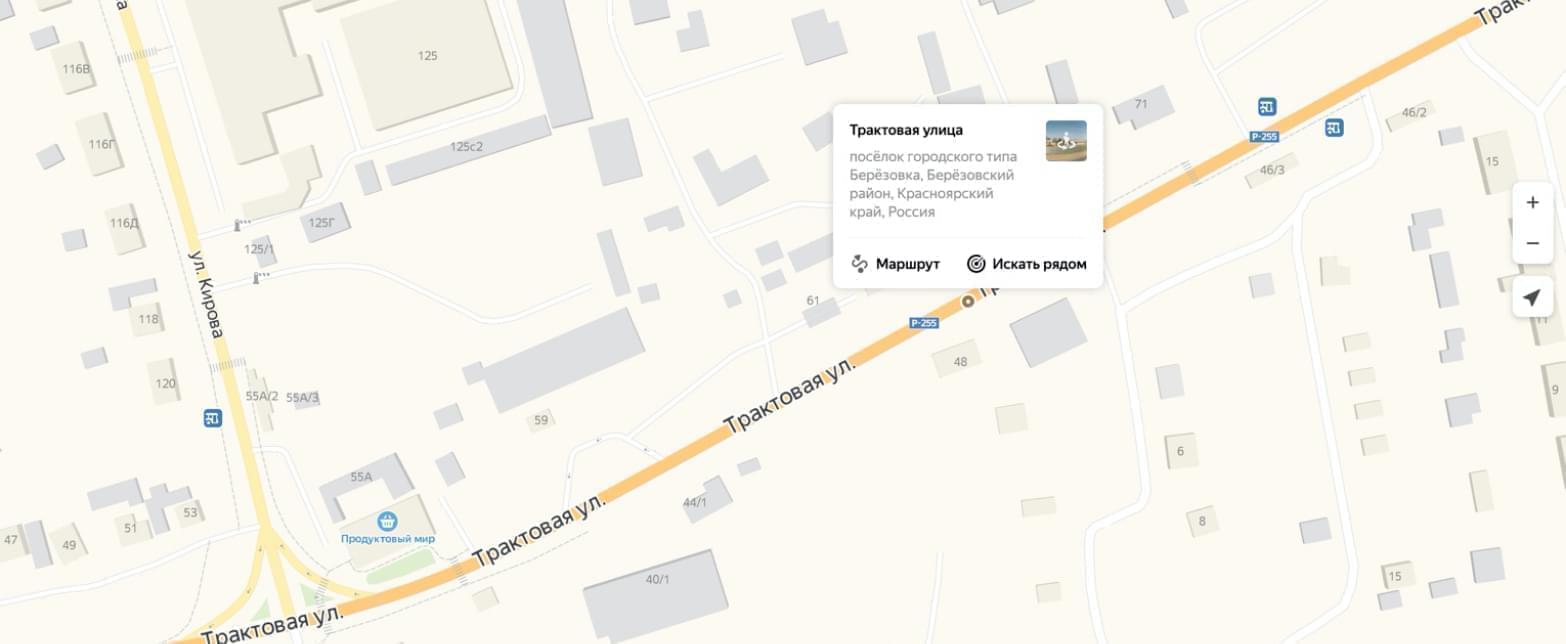 Тракт
116В
125
116Г
125с2
71
46/2
Р-255
15
46/3
Трактовая улица
посёлок городского типа
Берёзовка, Берёзовский
район, Красноярский
край, Россия
Маршрут
Искать рядом
116Д
125Г
125/1
ул. Кирова
118
61
Р-255
48
120
55А/2
55А/3
59
Трактовая ул.
9
6
55А
44/1
Трактовая ул.
8
47
49
51
53
Продуктовый мир
40/1
15
Трактовая ул.